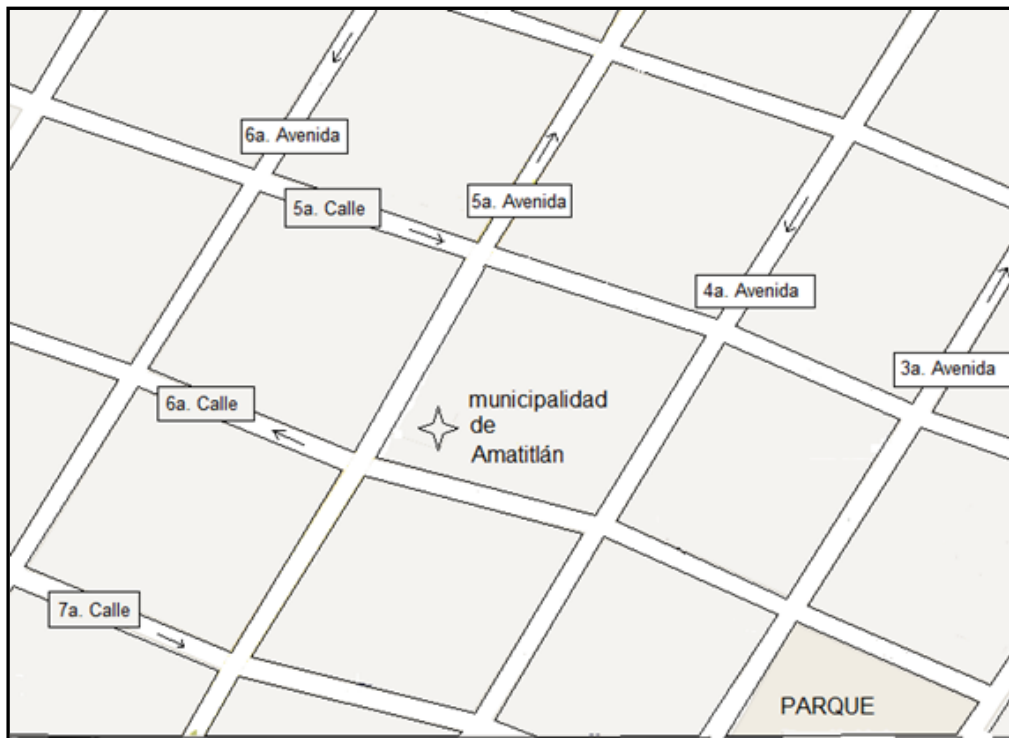 6a. Avenida
5a. Calle
5a. Avenida
4a. Avenida
3a. Avenida
6a. Calle
municipalidad
de
Amatitlán
7a. Calle
PARQUE